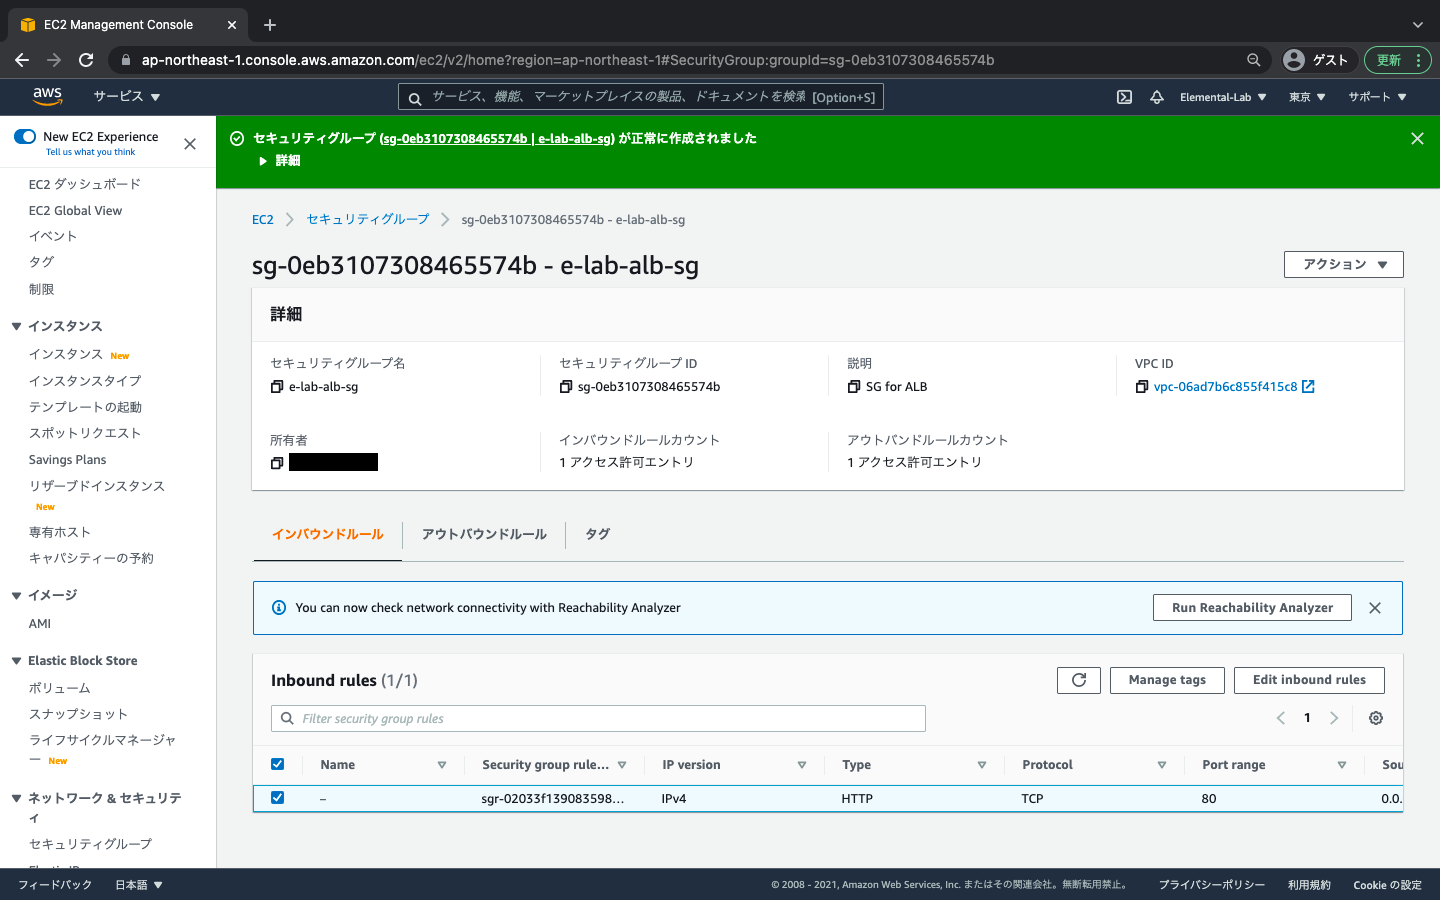 EC2 Management Console
ap-northeast-1.console.aws.amazon.com/ec2/v2/home?region=ap-northeast-1#SecurityGroup:groupId=sg-0eb3107308465574b
ゲスト
更新
aws
サービス ▼
サービス、機能、マーケットプレイスの製品、ドキュメントを検索 [Option+S]
Elemental-Lab ▼
東京 ▼
サポート ▼
New EC2 Experience
Tell us what you think
EC2 ダッシュボード
EC2 Global View
イベント
タグ
制限
▼ インスタンス
インスタンス New
インスタンスタイプ
テンプレートの起動
スポットリクエスト
Savings Plans
リザーブドインスタンス
New
専有ホスト
キャパシティーの予約
▼ イメージ
AMI
▼ Elastic Block Store
ボリューム
スナップショット
ライフサイクルマネージャ
ー New
▼ ネットワーク & セキュリテ
ィ
セキュリティグループ
セキュリティグループ (sg-0eb3107308465574b | e-lab-alb-sg) が正常に作成されました
▶ 詳細
EC2 > セキュリティグループ > sg-0eb3107308465574b - e-lab-alb-sg
sg-0eb3107308465574b - e-lab-alb-sg
アクション ▼
詳細
セキュリティグループ名
e-lab-alb-sg
セキュリティグループ ID
sg-0eb3107308465574b
説明
SG for ALB
VPC ID
vpc-06ad7b6c855f415c8
所有者
インバウンドルールカウント
1 アクセス許可エントリ
アウトバンドルールカウント
1 アクセス許可エントリ
インバウンドルール
アウトバウンドルール
タグ
You can now check network connectivity with Reachability Analyzer
Run Reachability Analyzer
Inbound rules (1/1)
Manage tags
Edit inbound rules
Filter security group rules
1
Name
Security group rule...
IP version
Type
Protocol
Port range
Sou
–
sgr-02033f139083598...
IPv4
HTTP
TCP
80
0.0.
フィードバック
日本語 ▼
© 2008 - 2021, Amazon Web Services, Inc. またはその関連会社。無断転用禁止。
プライバシーポリシー
利用規約
Cookie の設定